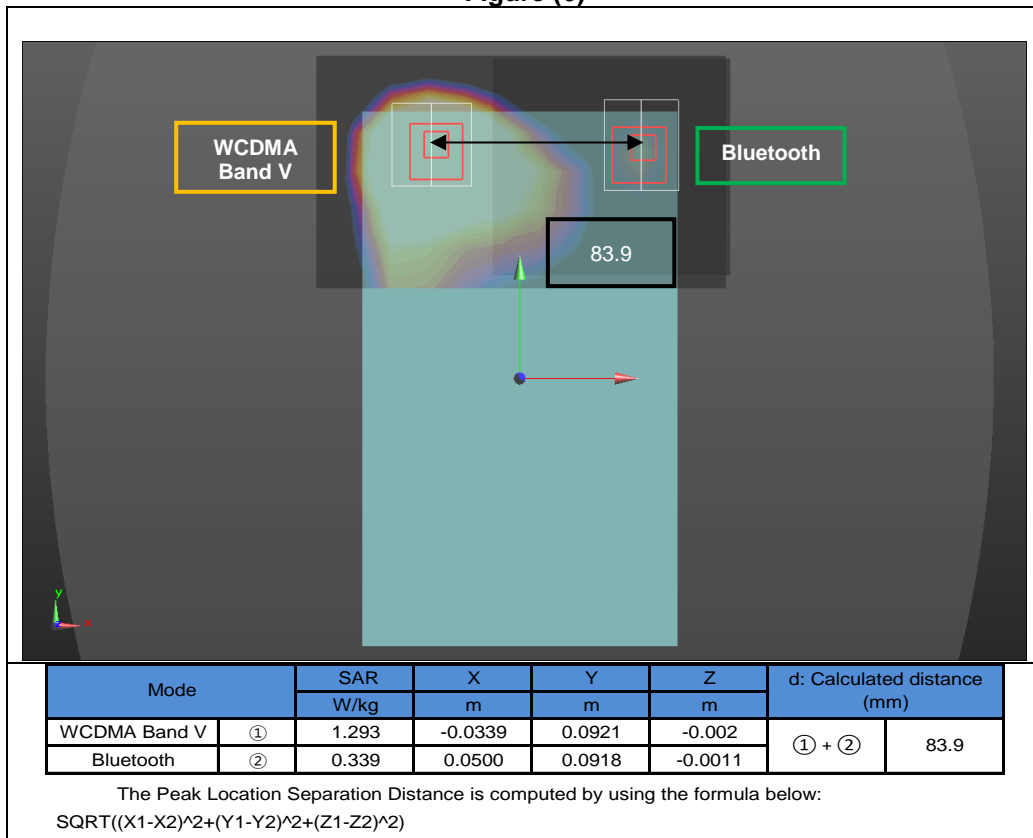 WCDMA
Band V
Bluetooth
83.9
y
x
Mode SAR X Y Z d: Calculated distance
(mm)
W/kg m m m
WCDMA Band V ① 1.293 -0.0339 0.0921 -0.002 ① + ② 83.9
Bluetooth ② 0.339 0.0500 0.0918 -0.0011
The Peak Location Separation Distance is computed by using the formula below:
SQRT((X1-X2)^2+(Y1-Y2)^2+(Z1-Z2)^2)